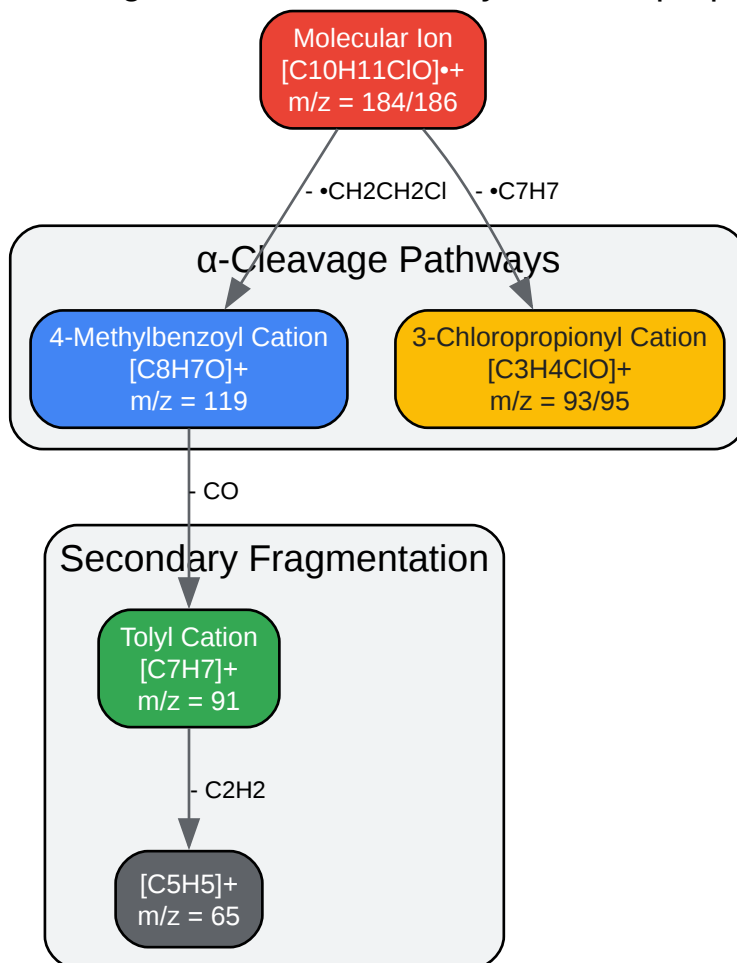 Molecular Ion
[C10H11ClO]•+
m/z = 184/186
- •CH2CH2Cl
- •C7H7
α-Cleavage Pathways
4-Methylbenzoyl Cation
[C8H7O]+
m/z = 119
3-Chloropropionyl Cation
[C3H4ClO]+
m/z = 93/95
- CO
Secondary Fragmentation
Tolyl Cation
[C7H7]+
m/z = 91
- C2H2
[C5H5]+
m/z = 65